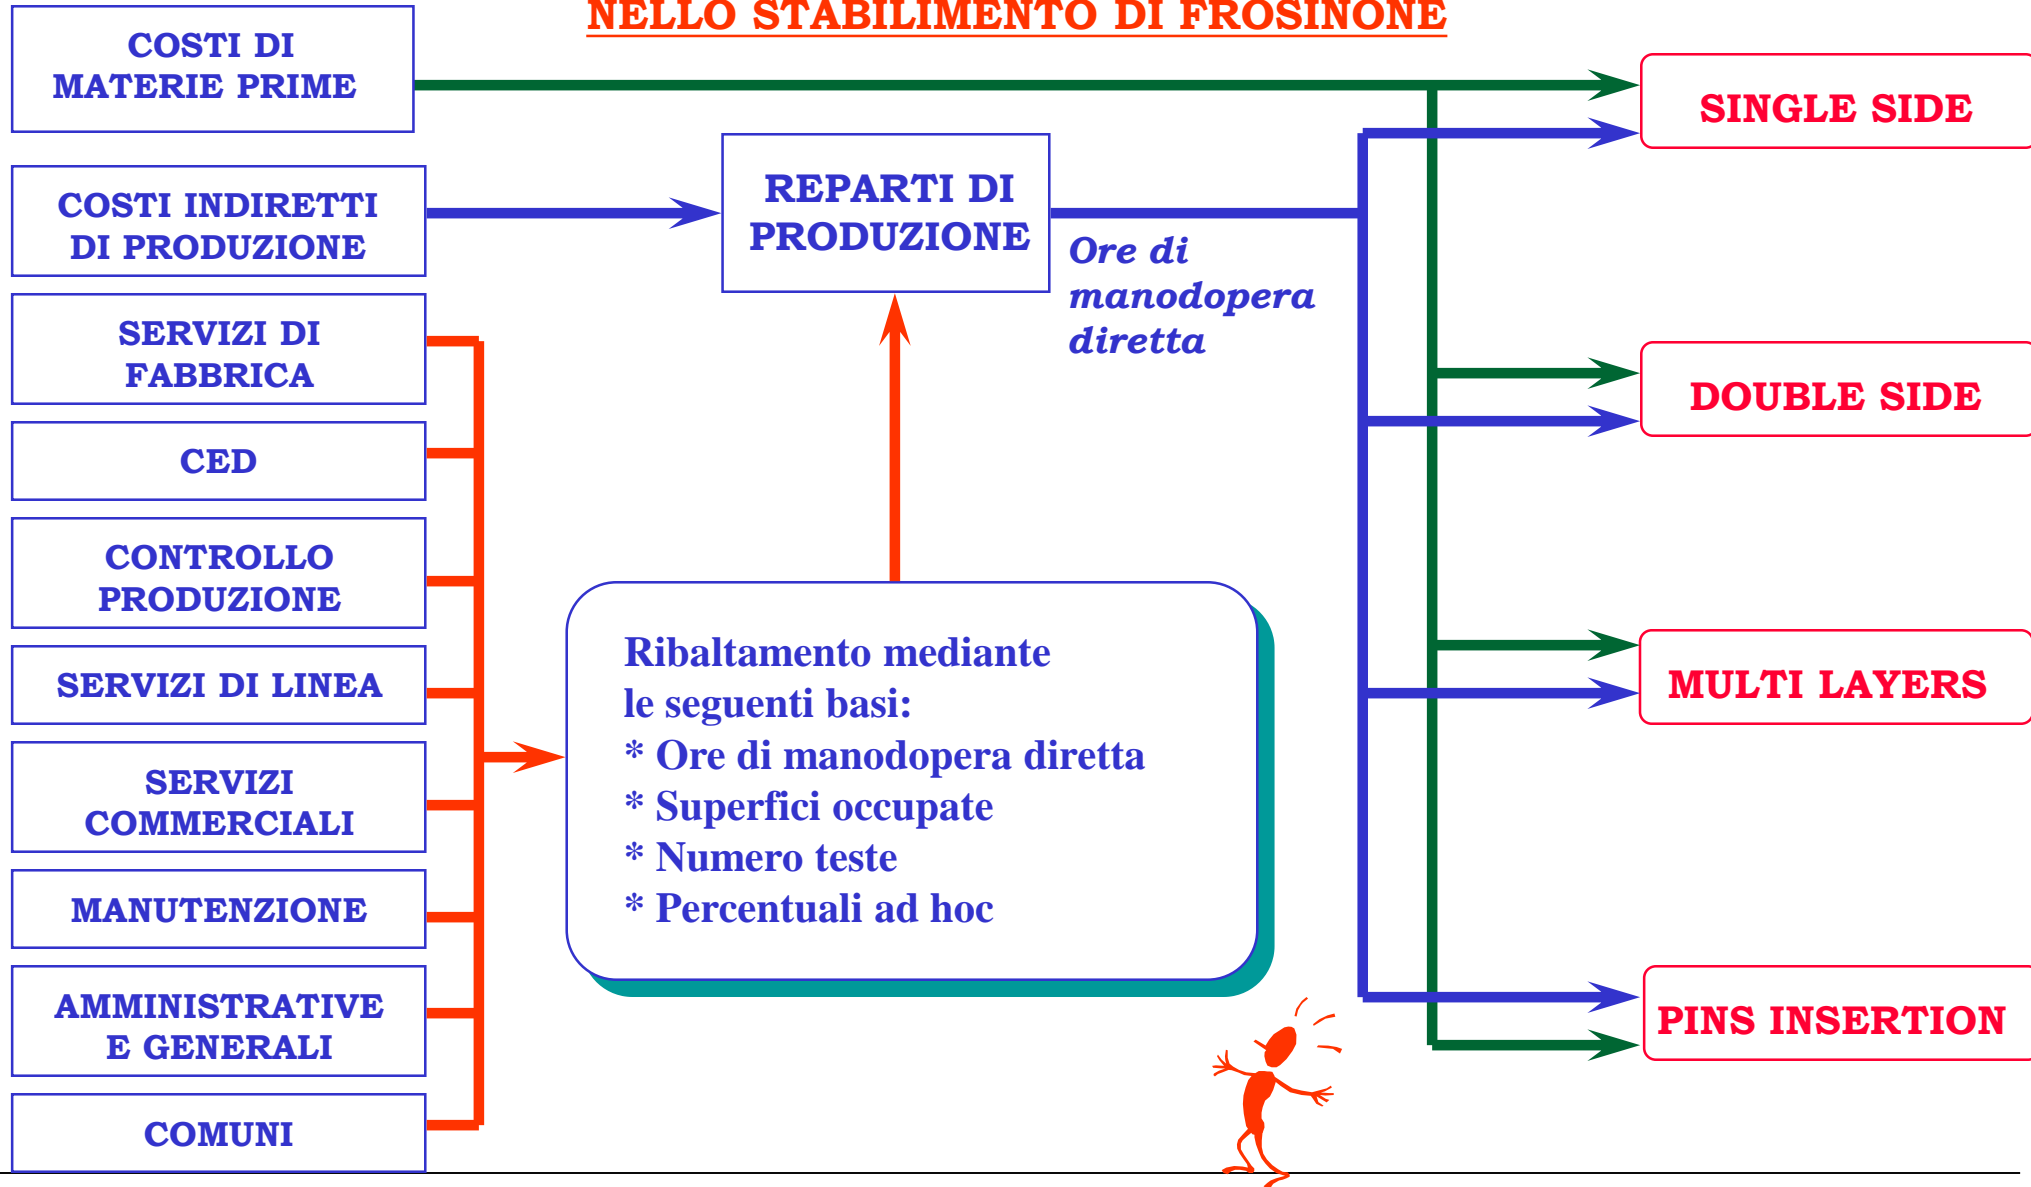 NELLO STABILIMENTO DI FROSINONE
COSTI DI
MATERIE PRIME
SINGLE SIDE
COSTI INDIRETTI
DI PRODUZIONE
REPARTI DI
PRODUZIONE
Ore di
manodopera
diretta
SERVIZI DI
FABBRICA
DOUBLE SIDE
CED
CONTROLLO
PRODUZIONE
SERVIZI DI LINEA
Ribaltamento mediante
le seguenti basi:
* Ore di manodopera diretta
* Superfici occupate
* Numero teste
* Percentuali ad hoc
MULTI LAYERS
SERVIZI
COMMERCIALI
MANUTENZIONE
AMMINISTRATIVE
E GENERALI
PINS INSERTION
COMUNI